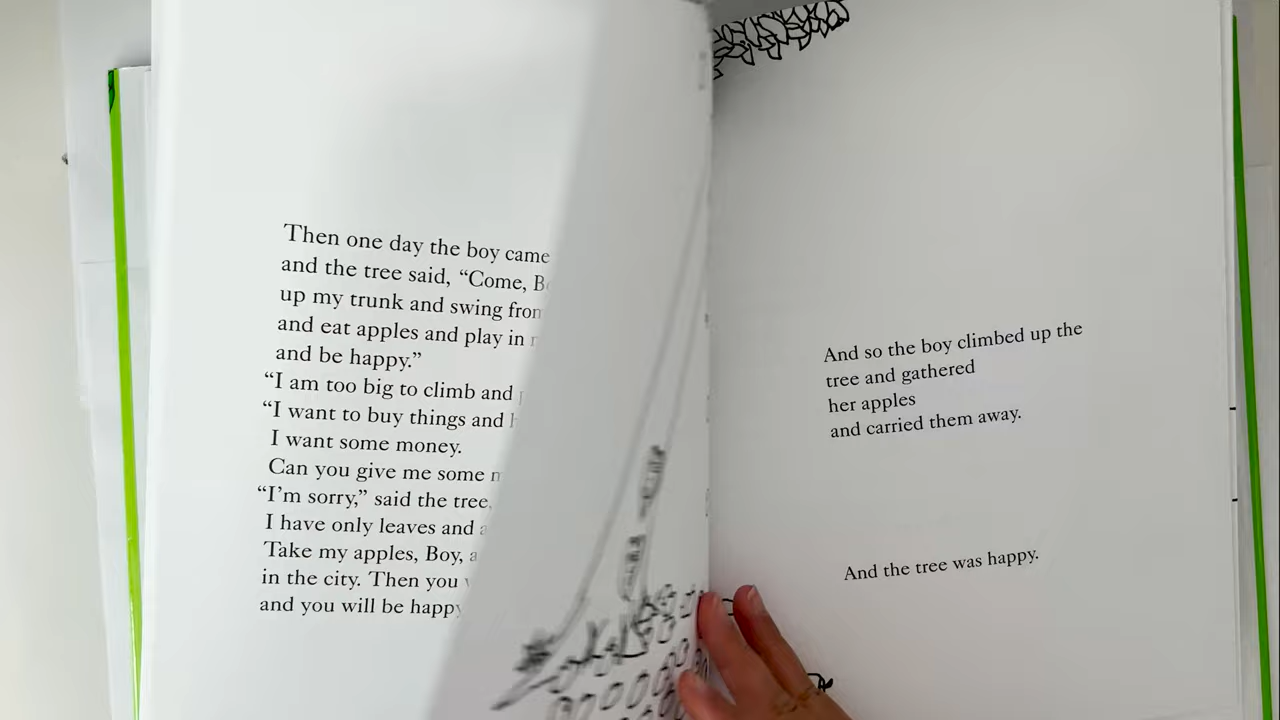 Then one day the boy came
and the tree said, “Come, B
up my trunk and swing from
and eat apples and play in
and be happy.”
“I am too big to climb and
“I want to buy things and
I want some money.
Can you give me some
“I’m sorry,” said the tree,
I have only leaves and
Take my apples, Boy,
in the city. Then you
and you will be happy
And so the boy climbed up the
tree and gathered
her apples
and carried them away.
And the tree was happy.